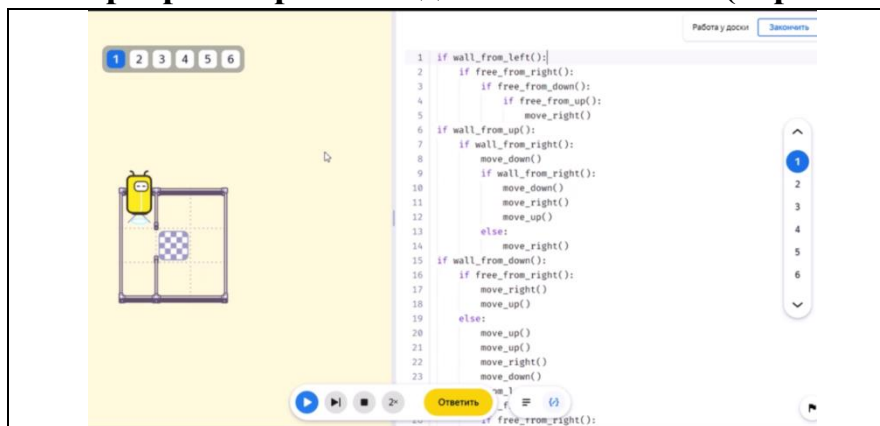 Работа у доски Закончить
1 2 3 4 5 6
1 if wall_from_left():
2 if free_from_right():
3 if free_from_down():
4 if free_from_up():
5 move_right()
6 if wall_from_up():
7 if wall_from_right():
8 move_down()
9 if wall_from_right():
10 move_down()
11 move_right()
12 move_up()
13 else:
14 move_right()
15 if wall_from_down():
16 if free_from_right():
17 move_right()
18 move_up()
19 else:
20 move_up()
21 move_up()
22 move_right()
23 move_down()
if free_from_right():
1
2
3
4
5
6
2×
Ответить